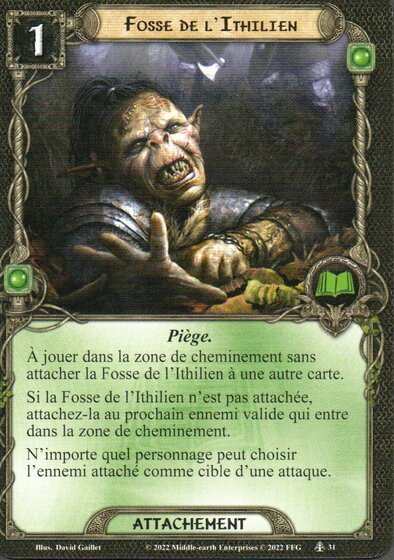 1
Fosse de l'Ithilien
Piège.
À jouer dans la zone de cheminement sans
attacher la Fosse de l'Ithilien à une autre carte.
Si la Fosse de l'Ithilien n'est pas attachée,
attachez-la au prochain ennemi valide qui entre
dans la zone de cheminement.
N'importe quel personnage peut choisir
l'ennemi attaché comme cible d'une attaque.
ATTACHEMENT
Illus. David Gaillet © 2022 Middle-earth Enterprises © 2022 FFG 31